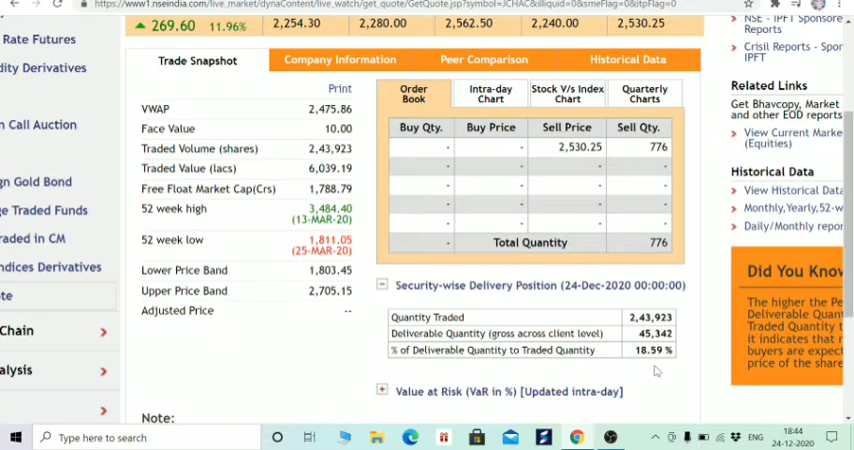 https://www1.nseindia.com/live_market/dynaContent/live_watch/get_quote/GetQuote.jsp?symbol=JCHAC&illiquid=0&smeFlag=0&itpFlag=0
269.60 11.96% 2,254.30 2,280.00 2,562.50 2,240.00 2,530.25
Rate Futures
dity Derivatives
n Call Auction
gn Gold Bond
ge Traded Funds
raded in CM
ndices Derivatives
te
Chain
alysis
Trade Snapshot Company Information Peer Comparison Historical Data
Print
VWAP 2,475.86
Face Value 10.00
Traded Volume (shares) 2,43,923
Traded Value (lacs) 6,039.19
Free Float Market Cap(Crs) 1,788.79
52 week high 3,484.40
(13-MAR-20)
52 week low 1,811.05
(25-MAR-20)
Lower Price Band 1,803.45
Upper Price Band 2,705.15
Adjusted Price --
Note:
Order Book
Intra-day Chart
Stock V/s Index Chart
Quarterly Charts
Buy Qty. Buy Price Sell Price Sell Qty.
- - 2,530.25 776
- - - -
- - - -
- - - -
- - - -
- Total Quantity 776
Security-wise Delivery Position (24-Dec-2020 00:00:00)
Quantity Traded 2,43,923
Deliverable Quantity (gross across client level) 45,342
% of Deliverable Quantity to Traded Quantity 18.59 %
Value at Risk (VaR in %) [Updated intra-day]
NSE - IPFT Sponsore
Reports
Crisil Reports - Spor
IPFT
Related Links
Get Bhavcopy, Market
and other EOD reports
View Current Marke
(Equities)
Historical Data
View Historical Data
Monthly,Yearly,52-w
Daily/Monthly repor
Did You Know
The higher the Pe
Deliverable Quant
Traded Quantity t
it indicates that
buyers are expect
price of the share
Type here to search
ENG
18:44
24-12-2020